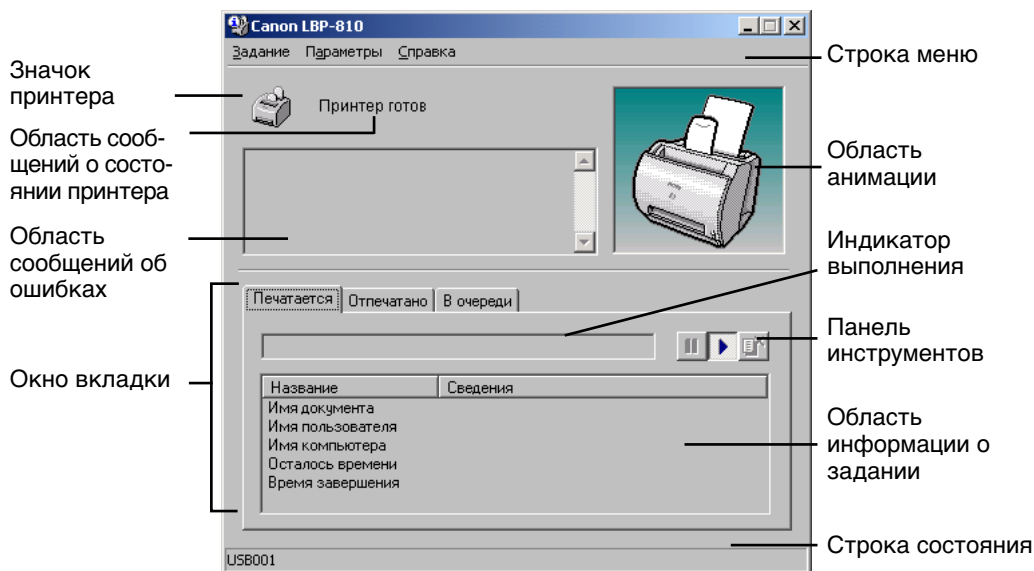 Canon LBP-810
Задание Параметры Справка
Строка меню
Значок
принтера
Принтер готов
Область сооб-
щений о состо-
янии принтера
Область
анимации
Область
сообщений об
ошибках
Индикатор
выполнения
Печатается Отпечатано В очереди
Панель
инструментов
Окно вкладки
Название Сведения
Имя документа
Имя пользователя
Имя компьютера
Осталось времени
Время завершения
Область
информации о
задании
Строка состояния
USB001